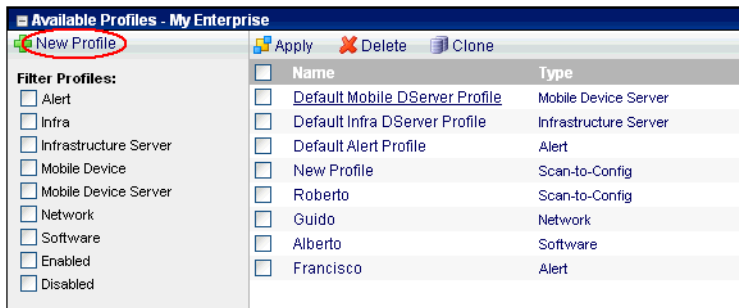 Available Profiles - My Enterprise
New Profile
Apply Delete Clone
Filter Profiles:
Alert
Infra
Infrastructure Server
Mobile Device
Mobile Device Server
Network
Software
Enabled
Disabled
Name Type
Default Mobile DServer Profile Mobile Device Server
Default Infra DServer Profile Infrastructure Server
Default Alert Profile Alert
New Profile Scan-to-Config
Roberto Scan-to-Config
Guido Network
Alberto Software
Francisco Alert